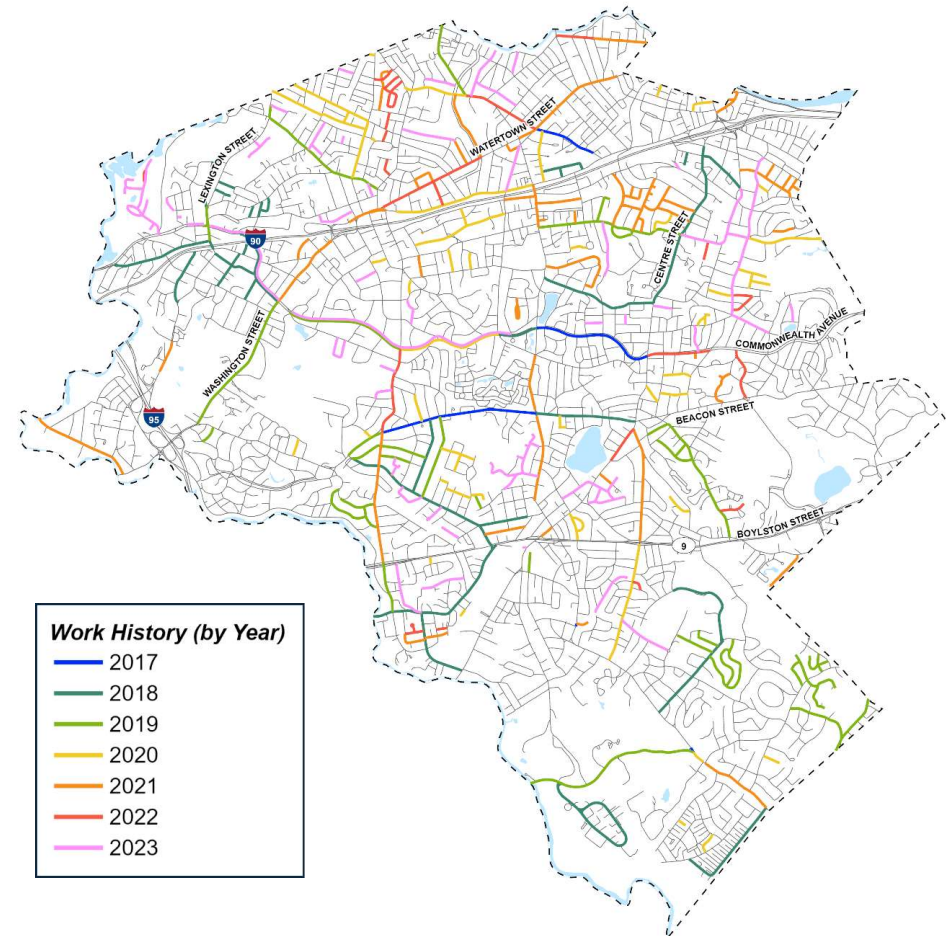 WATERTOWN STREET
LEXINGTON STREET
90
CENTRE STREET
WASHINGTON STREET
COMMONWEALTH AVENUE
95
BEACON STREET
BOYLSTON STREET
9
Work History (by Year)
2017
2018
2019
2020
2021
2022
2023